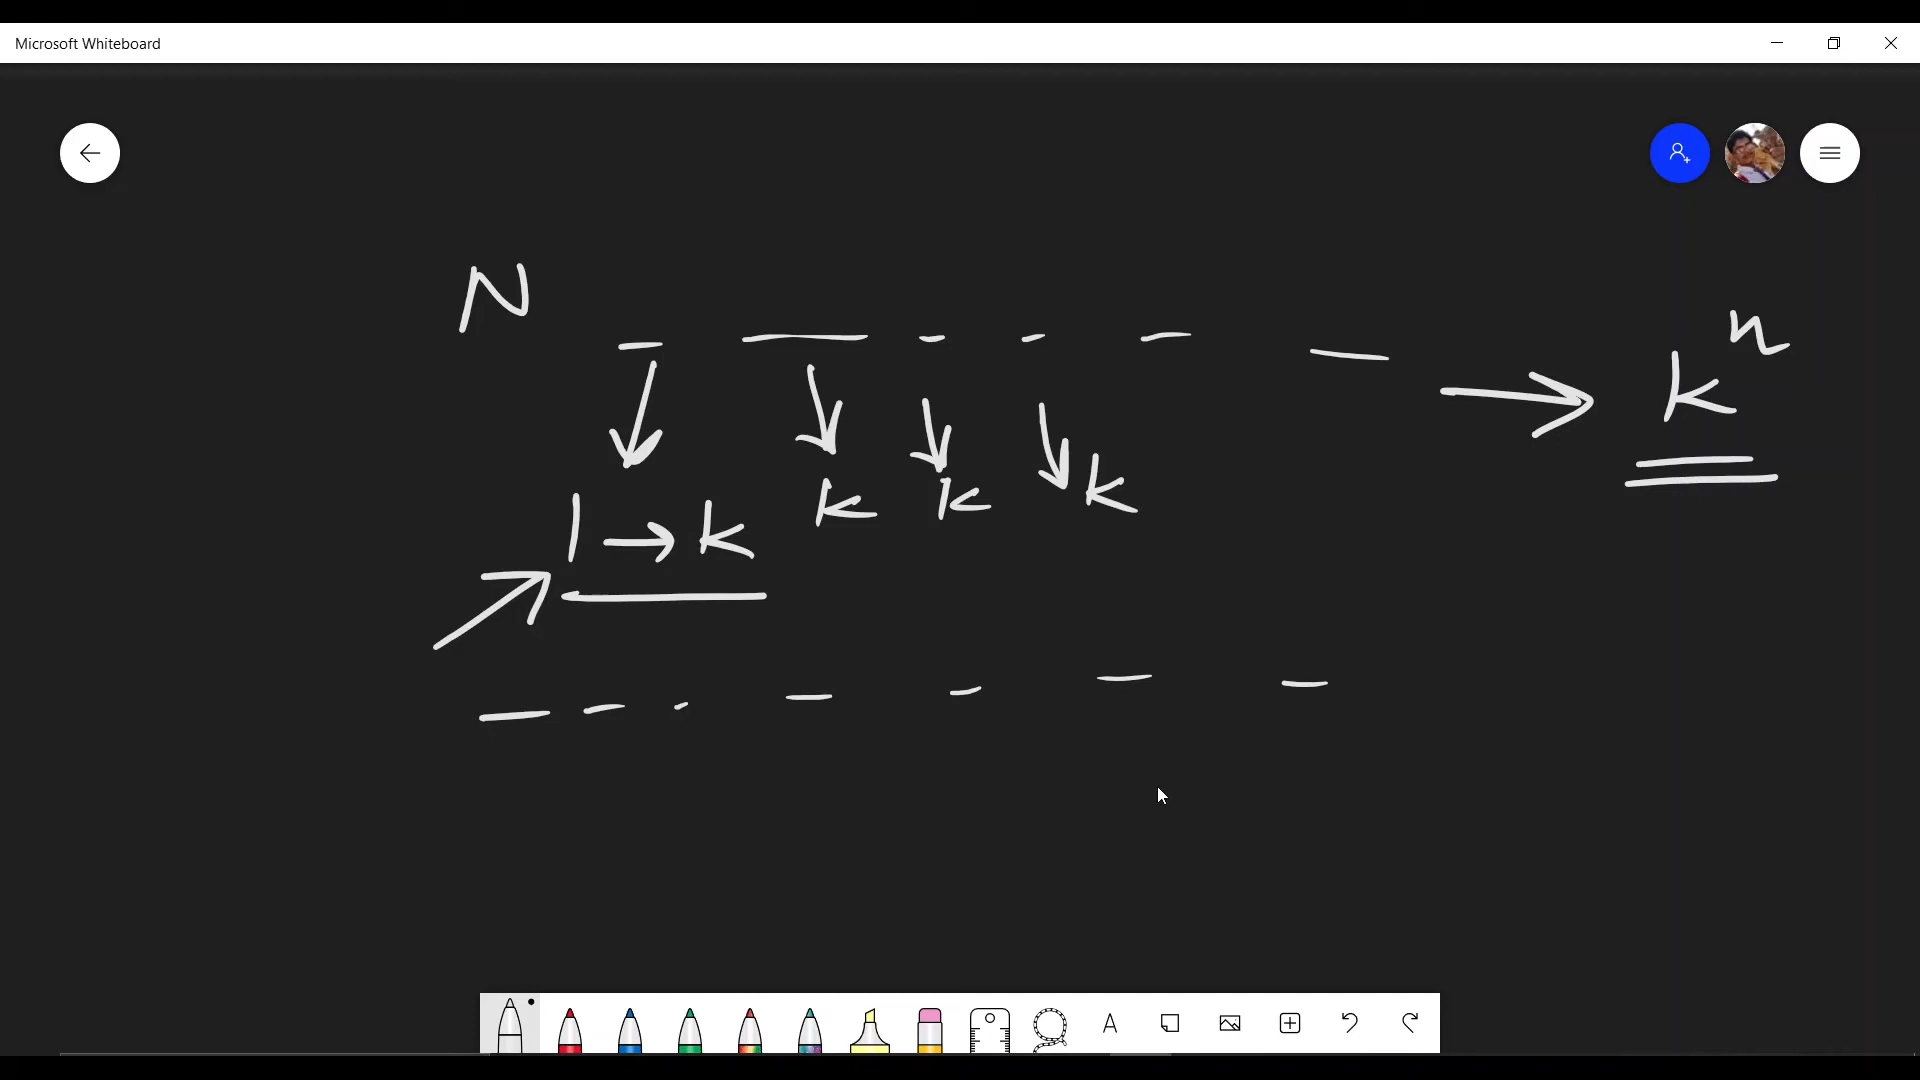 Microsoft Whiteboard
N
k^n
k k k
1 → k